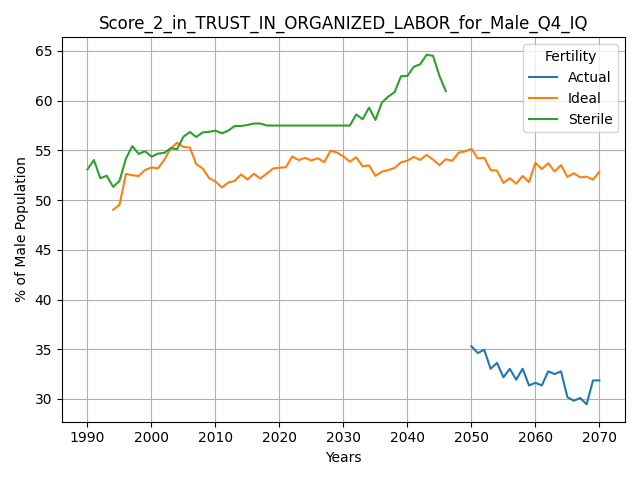 Score_2_in_TRUST_IN_ORGANIZED_LABOR_for_Male_Q4_IQ
Fertility
Actual
Ideal
Sterile
% of Male Population
65
60
55
50
45
40
35
30
1990 2000 2010 2020 2030 2040 2050 2060 2070
Years